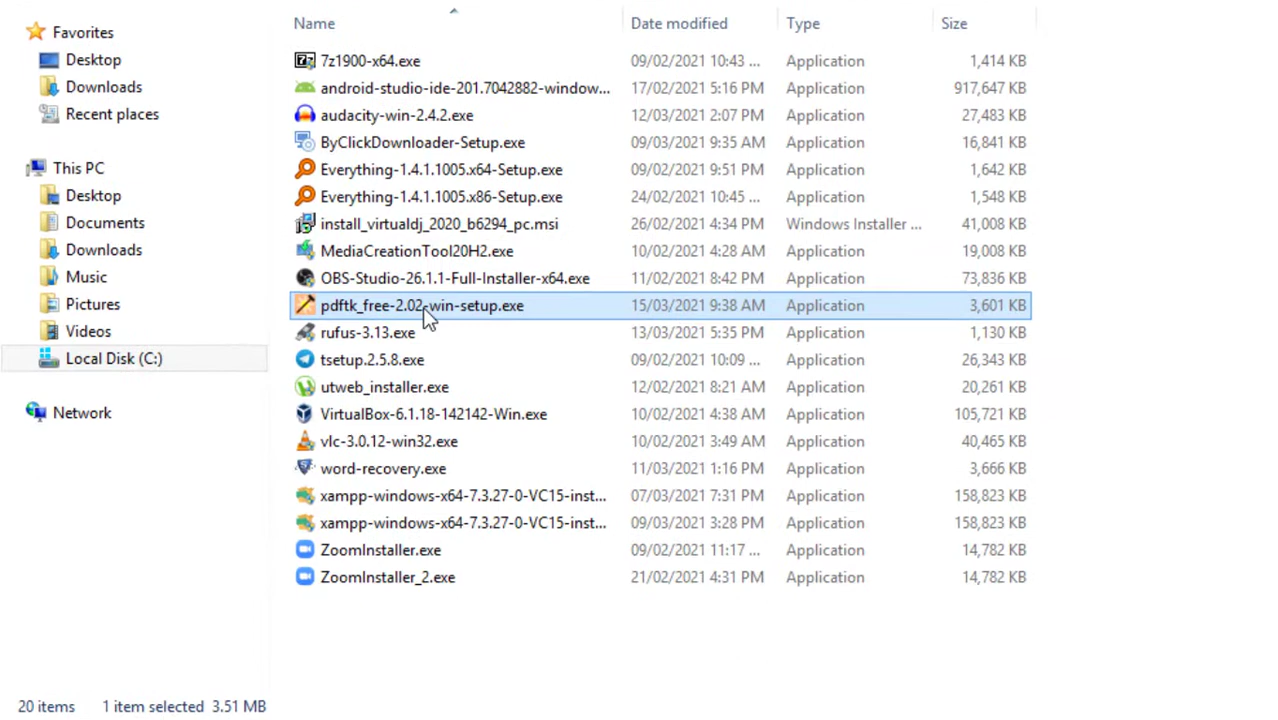 Favorites
Desktop
Downloads
Recent places
This PC
Desktop
Documents
Downloads
Music
Pictures
Videos
Local Disk (C:)
Network
Name Date modified Type Size
7z1900-x64.exe 09/02/2021 10:43 ... Application 1,414 KB
android-studio-ide-201.7042882-window... 17/02/2021 5:16 PM Application 917,647 KB
audacity-win-2.4.2.exe 12/03/2021 2:07 PM Application 27,483 KB
ByClickDownloader-Setup.exe 09/03/2021 9:35 AM Application 16,841 KB
Everything-1.4.1.1005.x64-Setup.exe 09/02/2021 9:51 PM Application 1,642 KB
Everything-1.4.1.1005.x86-Setup.exe 24/02/2021 10:45 ... Application 1,548 KB
install_virtualdj_2020_b6294_pc.msi 26/02/2021 4:34 PM Windows Installer ... 41,008 KB
MediaCreationTool20H2.exe 10/02/2021 4:28 AM Application 19,008 KB
OBS-Studio-26.1.1-Full-Installer-x64.exe 11/02/2021 8:42 PM Application 73,836 KB
pdftk_free-2.02-win-setup.exe 15/03/2021 9:38 AM Application 3,601 KB
rufus-3.13.exe 13/03/2021 5:35 PM Application 1,130 KB
tsetup.2.5.8.exe 09/02/2021 10:09 ... Application 26,343 KB
utweb_installer.exe 12/02/2021 8:21 AM Application 20,261 KB
VirtualBox-6.1.18-142142-Win.exe 10/02/2021 4:38 AM Application 105,721 KB
vlc-3.0.12-win32.exe 10/02/2021 3:49 AM Application 40,465 KB
word-recovery.exe 11/03/2021 1:16 PM Application 3,666 KB
xampp-windows-x64-7.3.27-0-VC15-inst... 07/03/2021 7:31 PM Application 158,823 KB
xampp-windows-x64-7.3.27-0-VC15-inst... 09/03/2021 3:28 PM Application 158,823 KB
ZoomInstaller.exe 09/02/2021 11:17 ... Application 14,782 KB
ZoomInstaller_2.exe 21/02/2021 4:31 PM Application 14,782 KB
20 items 1 item selected 3.51 MB